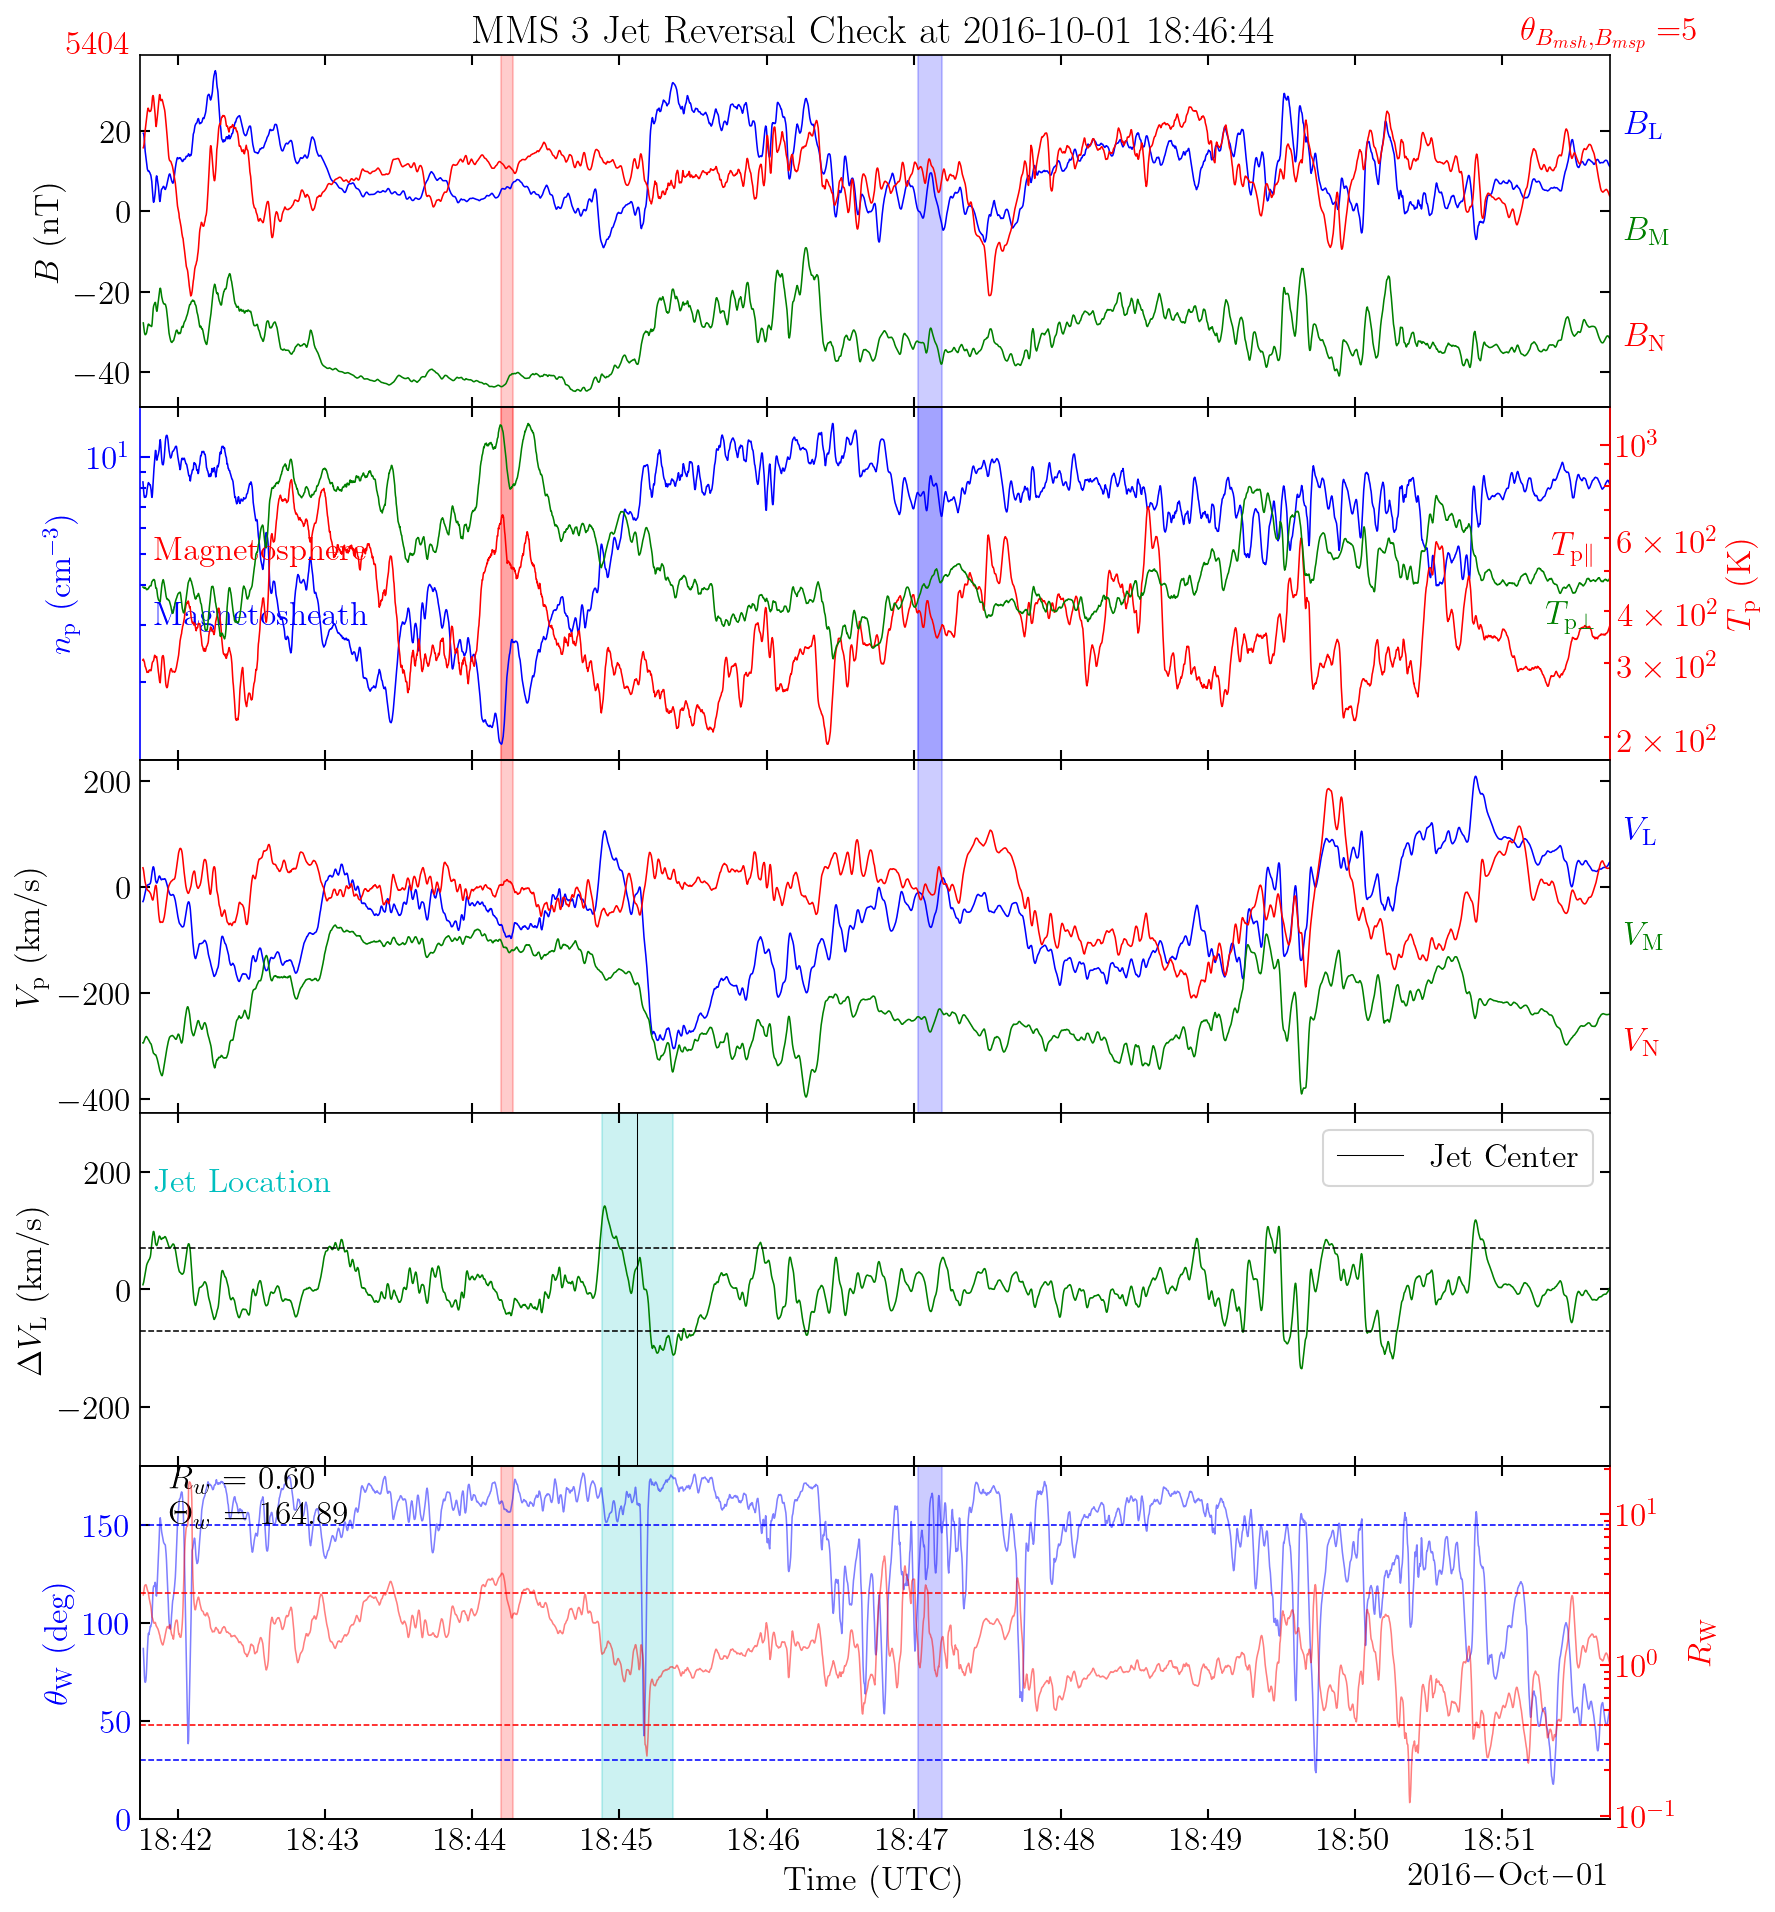 MMS 3 Jet Reversal Check at 2016-10-01 18:46:44
5404
θ_{B_{msh},B_{msp}} =5
20
0
−20
−40
B (nT)
B_L
B_M
B_N
10^1
n_p (cm^{−3})
Magnetosphere
Magnetosheath
10^3
6 × 10^2
4 × 10^2
3 × 10^2
2 × 10^2
T_{p∥}
T_{p⊥}
T_p (K)
200
0
−200
−400
V_p (km/s)
V_L
V_M
V_N
200
0
−200
ΔV_L (km/s)
Jet Location
Jet Center
R_w = 0.60
Θ_w = 164.89
150
100
50
0
θ_W (deg)
10^1
10^0
10^{−1}
R_W
18:42 18:43 18:44 18:45 18:46 18:47 18:48 18:49 18:50 18:51
Time (UTC)
2016−Oct−01